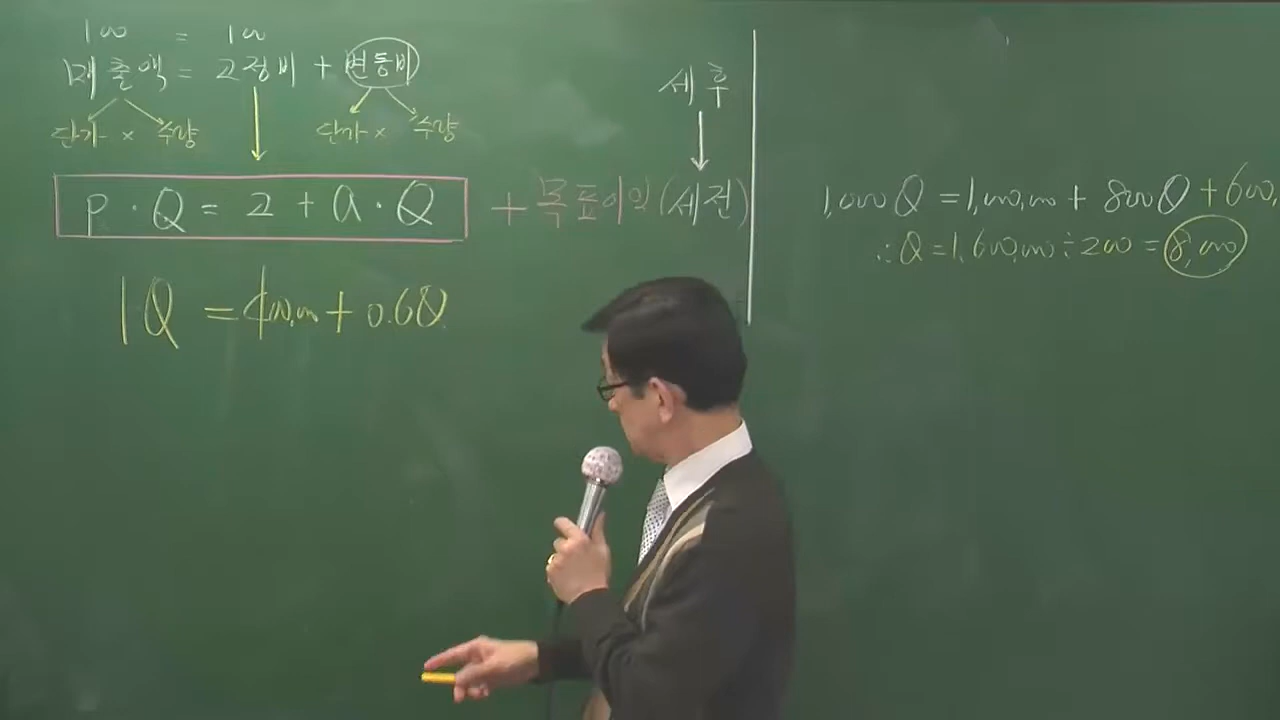 100 = 100
매출액 = 고정비 + 변동비
단가 × 수량 단가 × 수량
세후
P · Q = 고 + a · Q + 목표이익(세전)
1Q = 400,000 + 0.6Q
1,000Q = 1,000,000 + 800Q + 600,
∴ Q = 1,600,000 ÷ 200 = 8,000